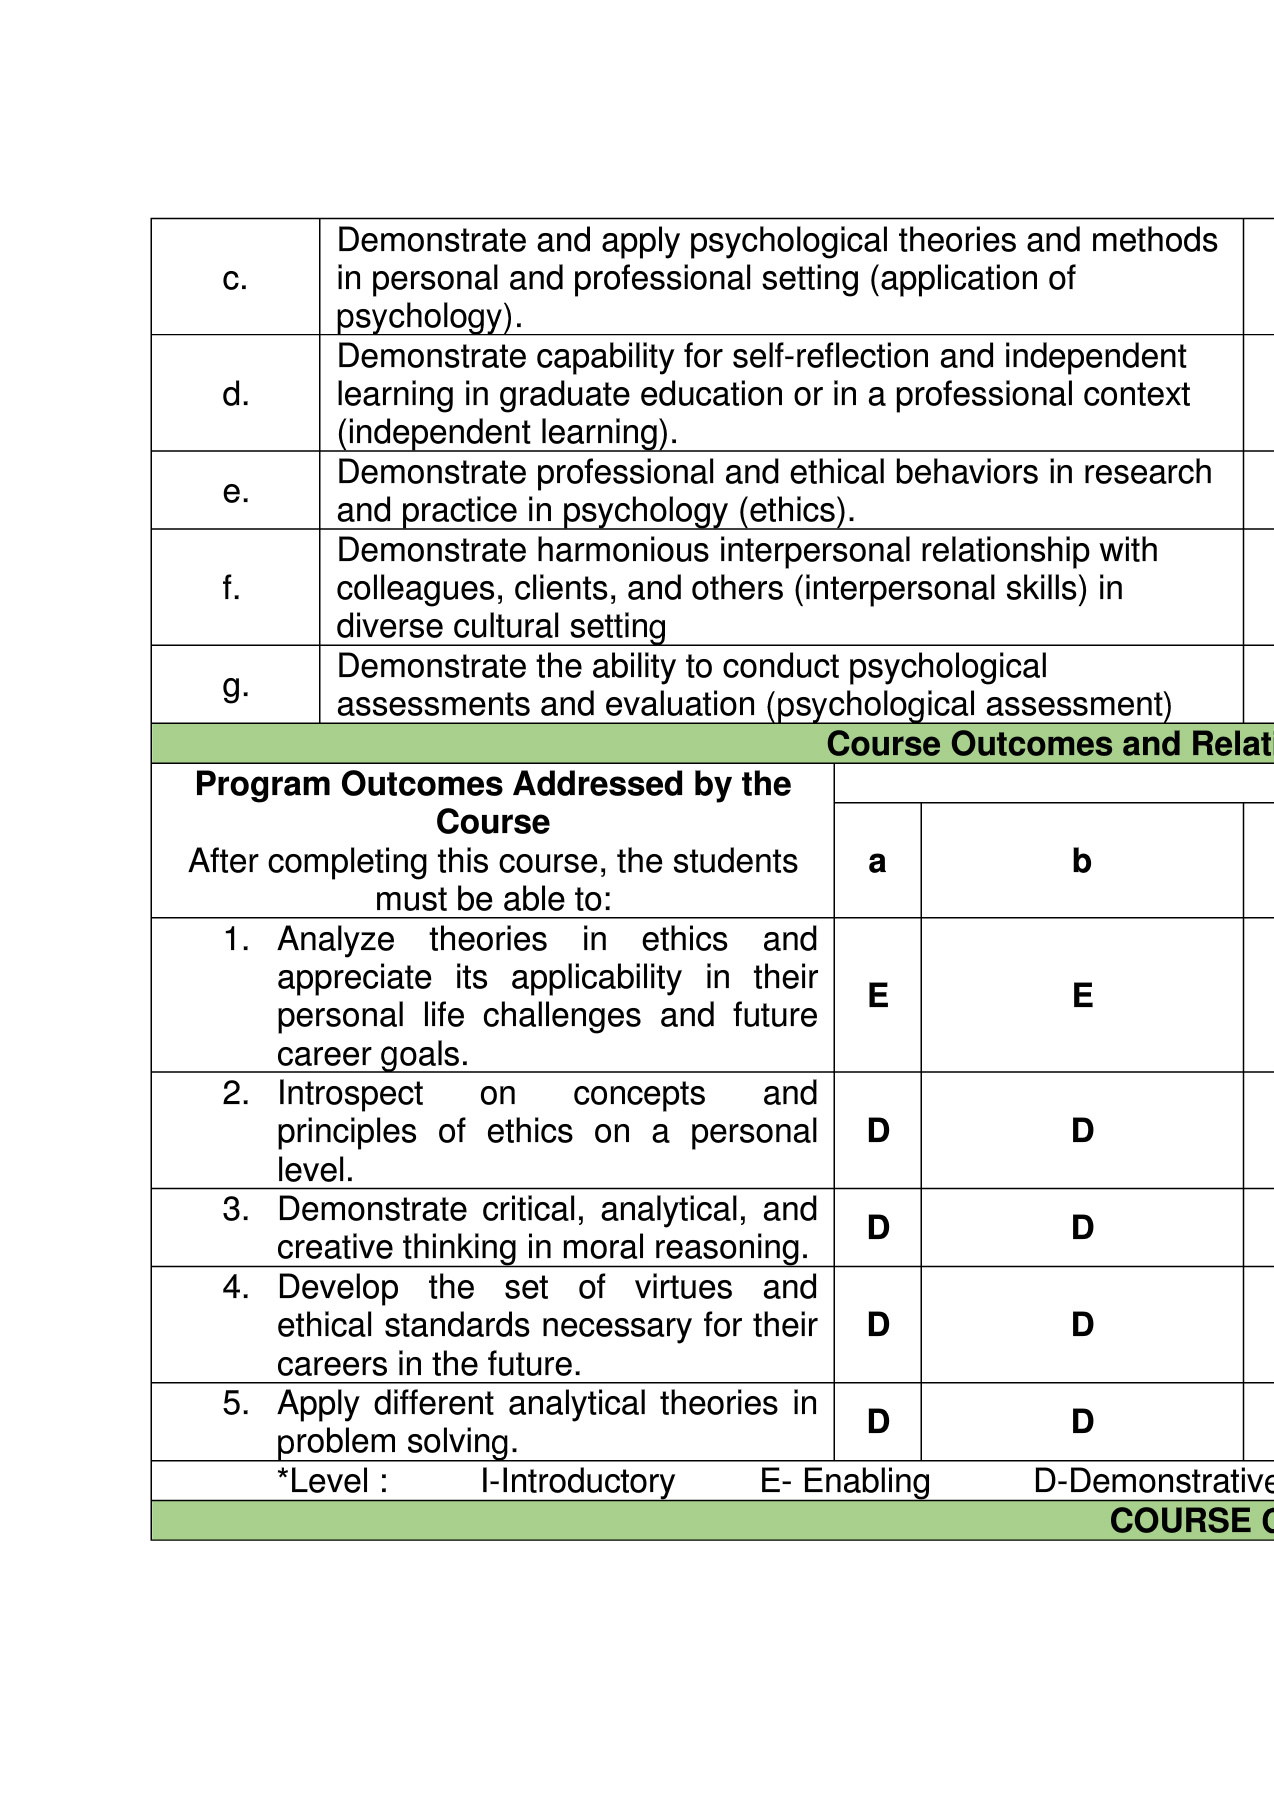 c.
Demonstrate and apply psychological theories and methods
in personal and professional setting (application of
psychology).
d.
Demonstrate capability for self-reflection and independent
learning in graduate education or in a professional context
(independent learning).
e.
Demonstrate professional and ethical behaviors in research
and practice in psychology (ethics).
f.
Demonstrate harmonious interpersonal relationship with
colleagues, clients, and others (interpersonal skills) in
diverse cultural setting
g.
Demonstrate the ability to conduct psychological
assessments and evaluation (psychological assessment)
Course Outcomes and Relati
Program Outcomes Addressed by the
Course
After completing this course, the students
must be able to:
a b
1. Analyze theories in ethics and
appreciate its applicability in their
personal life challenges and future
career goals.
E E
2. Introspect on concepts and
principles of ethics on a personal
level.
D D
3. Demonstrate critical, analytical, and
creative thinking in moral reasoning.
D D
4. Develop the set of virtues and
ethical standards necessary for their
careers in the future.
D D
5. Apply different analytical theories in
problem solving.
D D
*Level : I-Introductory E- Enabling D-Demonstrative
COURSE